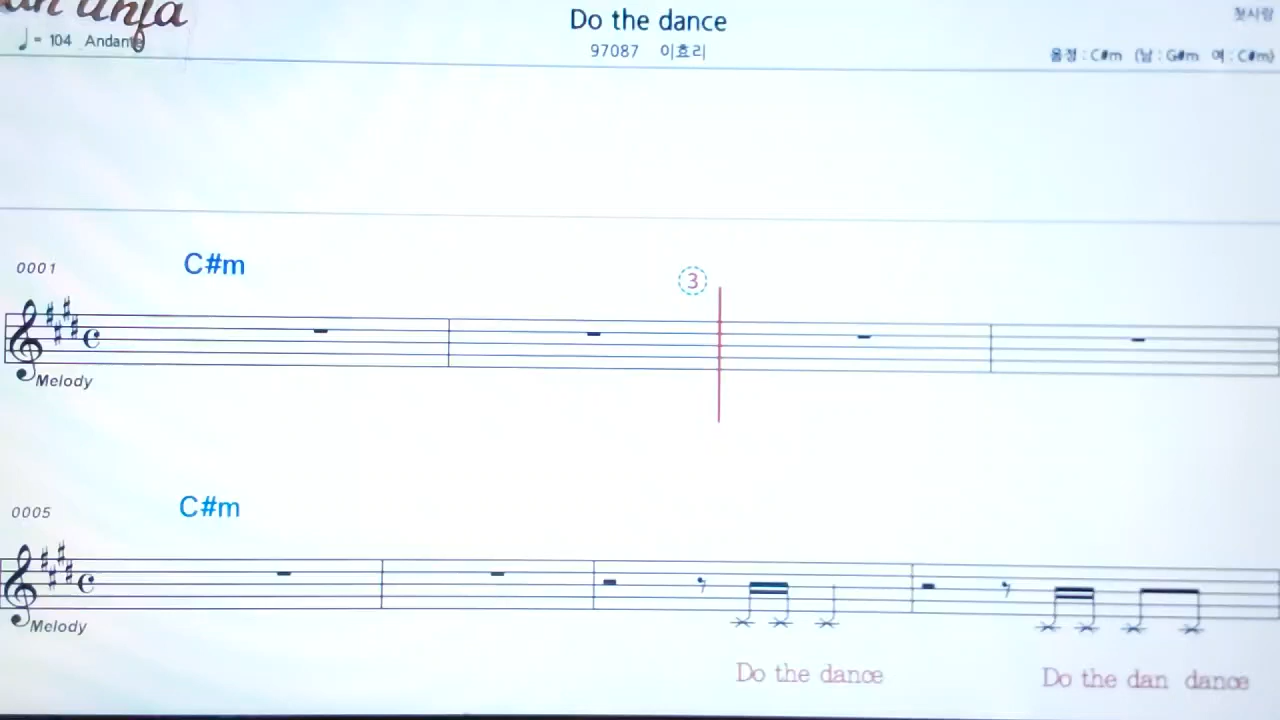 Do the dance
첫사랑
♩= 104 Andante
97087 이효리
음정 : C#m (남 : G#m 여 : C#m)
0001
C#m
3
Melody
0005
C#m
Melody
Do the dance Do the dan dance